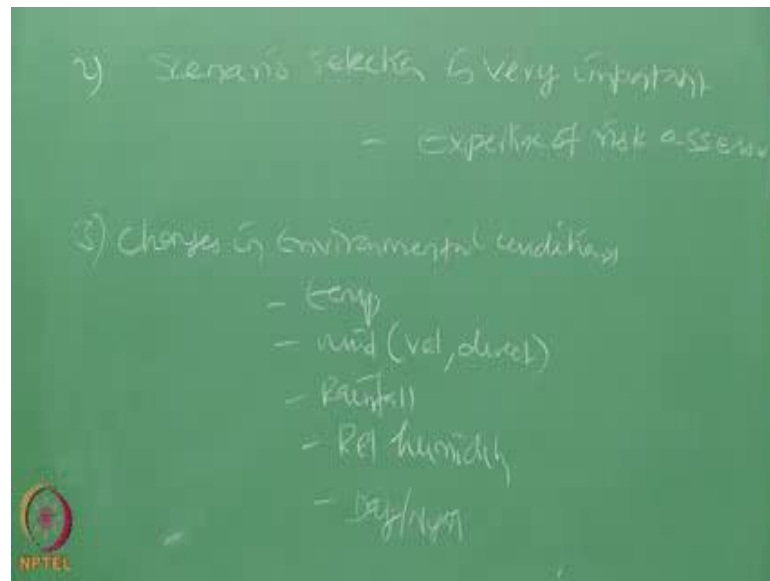 2) Scenario selection is very important
- expertise of risk assessor
3) Changes in Environmental conditions
- temp
- wind (vel, direct)
- Rainfall
- Rel humidity
- Day/Night
NPTEL